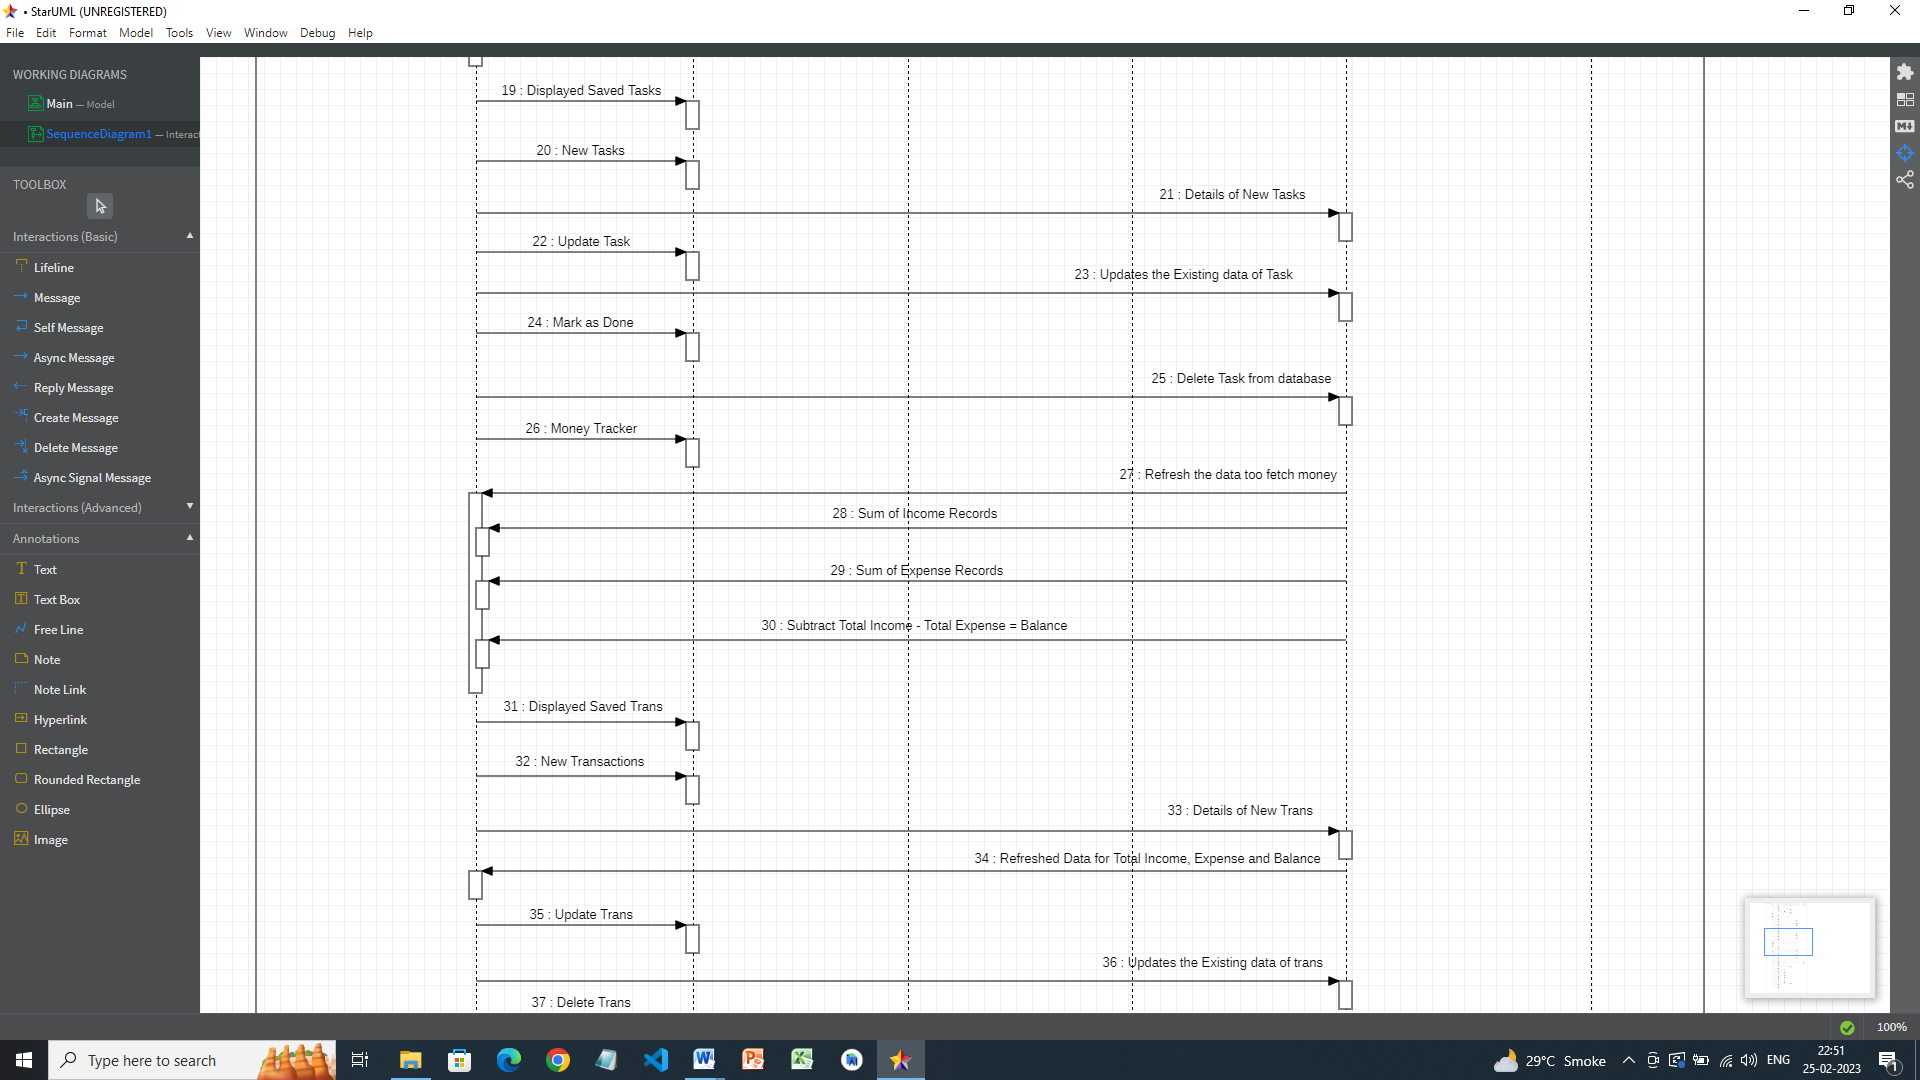 • StarUML (UNREGISTERED)
File Edit Format Model Tools View Window Debug Help
WORKING DIAGRAMS
Main — Model
SequenceDiagram1 — Interact
TOOLBOX
Interactions (Basic)
Lifeline
Message
Self Message
Async Message
Reply Message
Create Message
Delete Message
Async Signal Message
Interactions (Advanced)
Annotations
Text
Text Box
Free Line
Note
Note Link
Hyperlink
Rectangle
Rounded Rectangle
Ellipse
Image
19 : Displayed Saved Tasks
20 : New Tasks
21 : Details of New Tasks
22 : Update Task
23 : Updates the Existing data of Task
24 : Mark as Done
25 : Delete Task from database
26 : Money Tracker
27 : Refresh the data too fetch money
28 : Sum of Income Records
29 : Sum of Expense Records
30 : Subtract Total Income - Total Expense = Balance
31 : Displayed Saved Trans
32 : New Transactions
33 : Details of New Trans
34 : Refreshed Data for Total Income, Expense and Balance
35 : Update Trans
36 : Updates the Existing data of trans
37 : Delete Trans
100%
Type here to search
29°C Smoke
ENG
22:51
25-02-2023
1